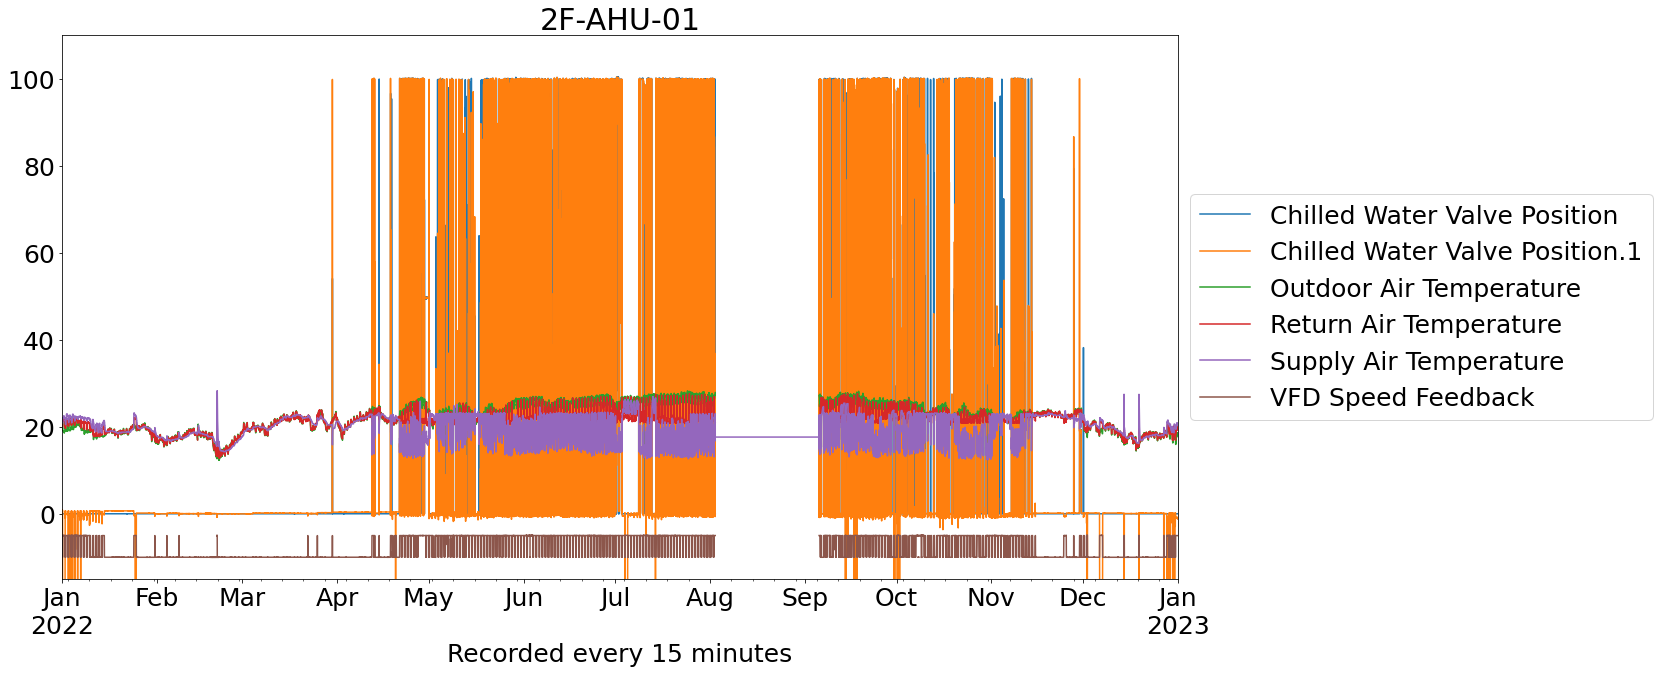 2F-AHU-01
100
80
60
40
20
0
Jan Feb Mar Apr May Jun Jul Aug Sep Oct Nov Dec Jan
2022 2023
Recorded every 15 minutes
Chilled Water Valve Position
Chilled Water Valve Position.1
Outdoor Air Temperature
Return Air Temperature
Supply Air Temperature
VFD Speed Feedback